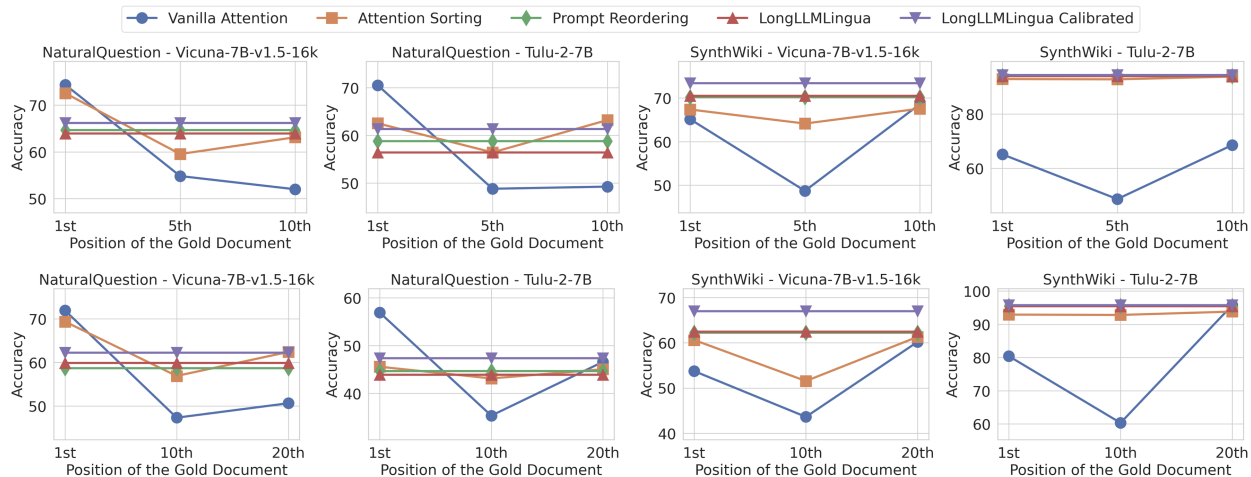 Vanilla Attention Attention Sorting Prompt Reordering LongLLMLingua LongLLMLingua Calibrated
NaturalQuestion - Vicuna-7B-v1.5-16k
70
60
50
Accuracy
1st 5th 10th
Position of the Gold Document
NaturalQuestion - Tulu-2-7B
70
60
50
Accuracy
1st 5th 10th
Position of the Gold Document
SynthWiki - Vicuna-7B-v1.5-16k
70
60
50
Accuracy
1st 5th 10th
Position of the Gold Document
SynthWiki - Tulu-2-7B
80
60
Accuracy
1st 5th 10th
Position of the Gold Document
NaturalQuestion - Vicuna-7B-v1.5-16k
70
60
50
Accuracy
1st 10th 20th
Position of the Gold Document
NaturalQuestion - Tulu-2-7B
60
50
40
Accuracy
1st 10th 20th
Position of the Gold Document
SynthWiki - Vicuna-7B-v1.5-16k
70
60
50
40
Accuracy
1st 10th 20th
Position of the Gold Document
SynthWiki - Tulu-2-7B
100
90
80
70
60
Accuracy
1st 10th 20th
Position of the Gold Document